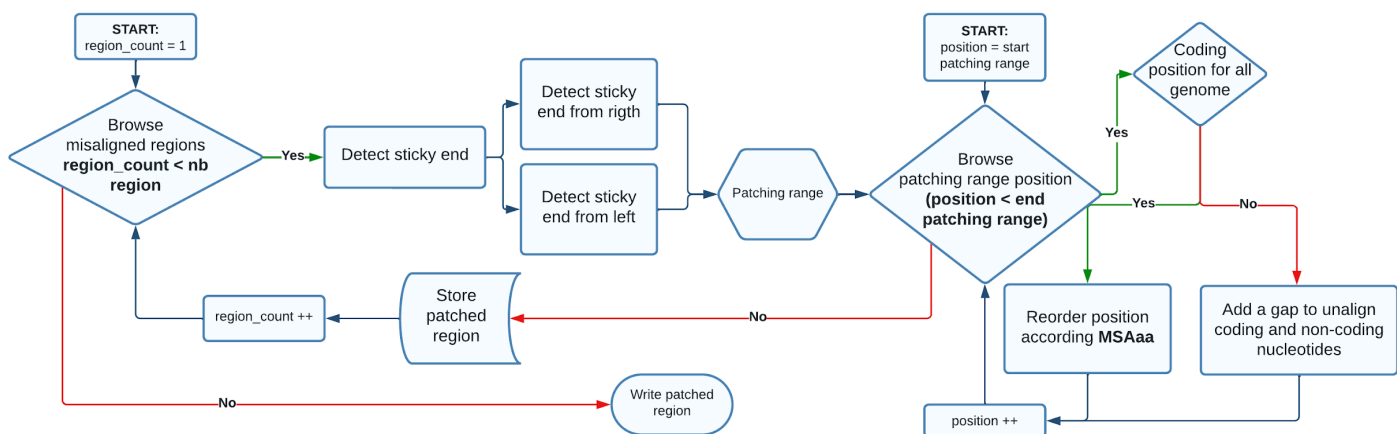 START:
region_count = 1
Browse
misaligned regions
region_count < nb
region
Yes
Detect sticky end
Detect sticky
end from rigth
Detect sticky
end from left
Patching range
START:
position = start
patching range
Browse
patching range position
(position < end
patching range)
Yes
Coding
position for all
genome
Yes
No
Reorder position
according MSAaa
Add a gap to unalign
coding and non-coding
nucleotides
position ++
No
Store
patched
region
region_count ++
No
Write patched
region